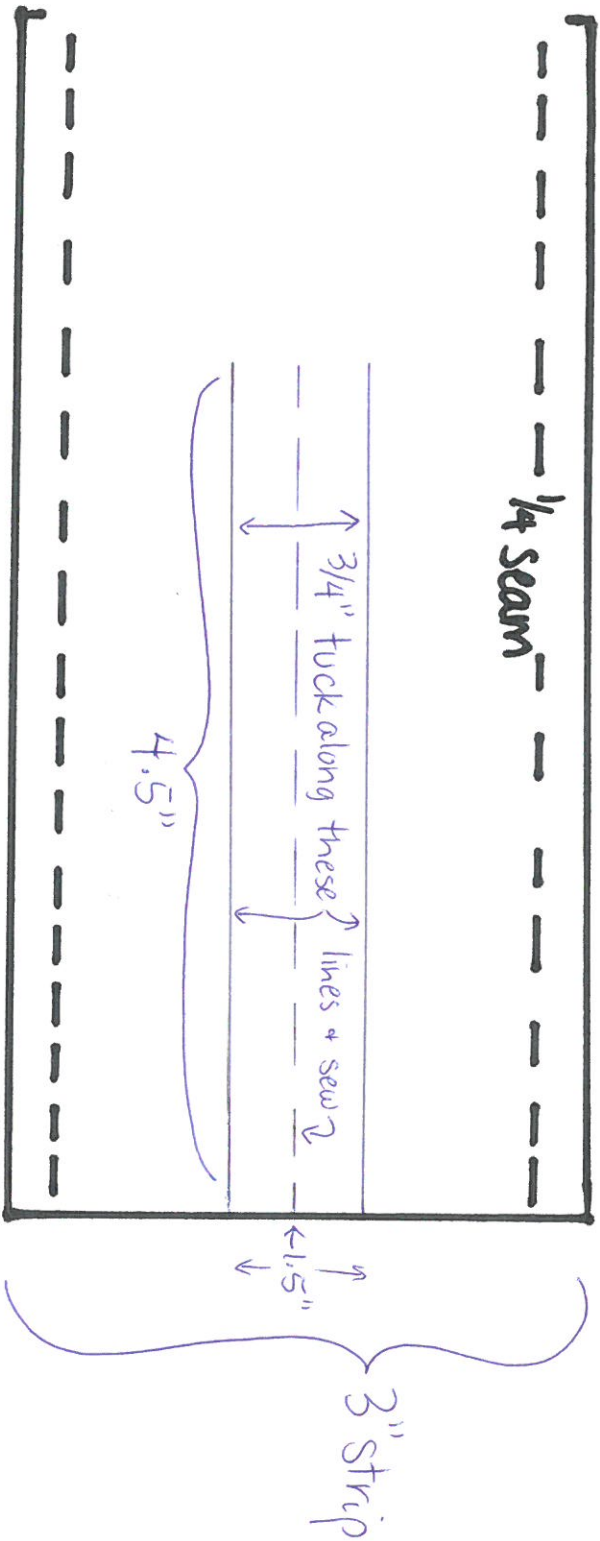 1/4 seam
3/4" tuck along these lines + sew
4.5"
1.5"
3" strip